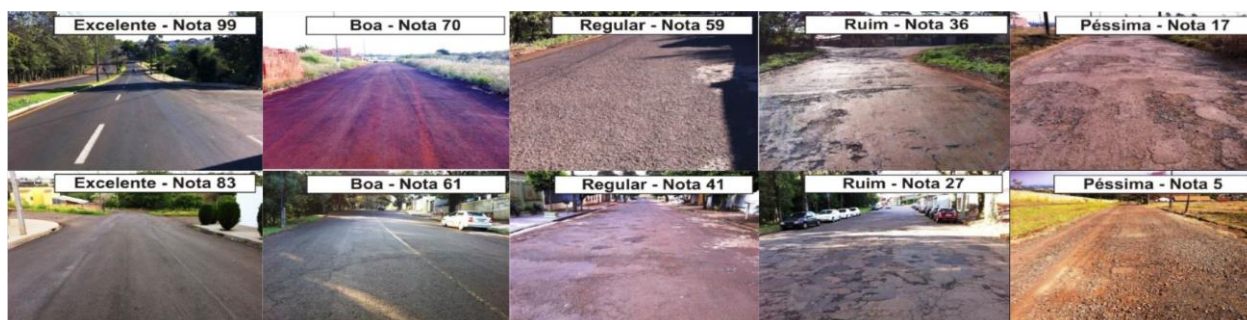 Excelente - Nota 99
Boa - Nota 70
Regular - Nota 59
Ruim - Nota 36
Péssima - Nota 17
Excelente - Nota 83
Boa - Nota 61
Regular - Nota 41
Ruim - Nota 27
Péssima - Nota 5